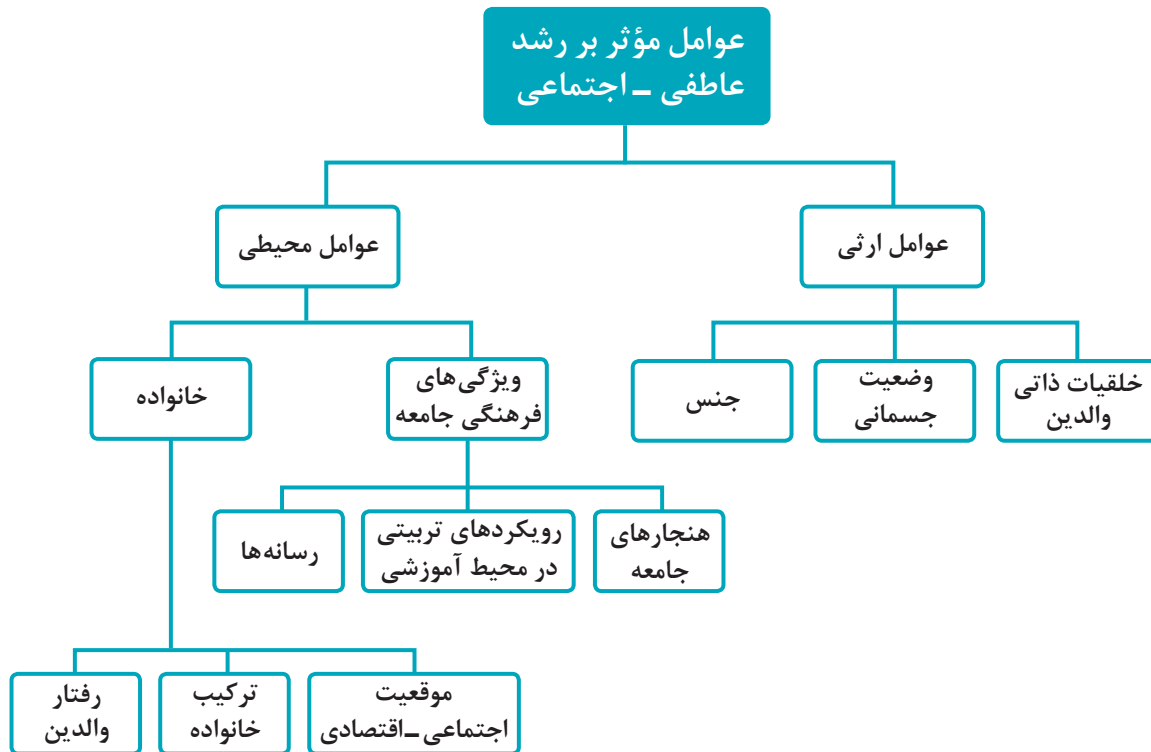 عوامل مؤثر بر رشد
عاطفی ـ اجتماعی
عوامل ارثی
عوامل محیطی
خلقیات ذاتی
والدین
وضعیت
جسمانی
جنس
ویژگی‌های
فرهنگی جامعه
خانواده
هنجارهای
جامعه
رویکردهای تربیتی
در محیط آموزشی
رسانه‌ها
موقعیت
اجتماعی ـ اقتصادی
ترکیب
خانواده
رفتار
والدین